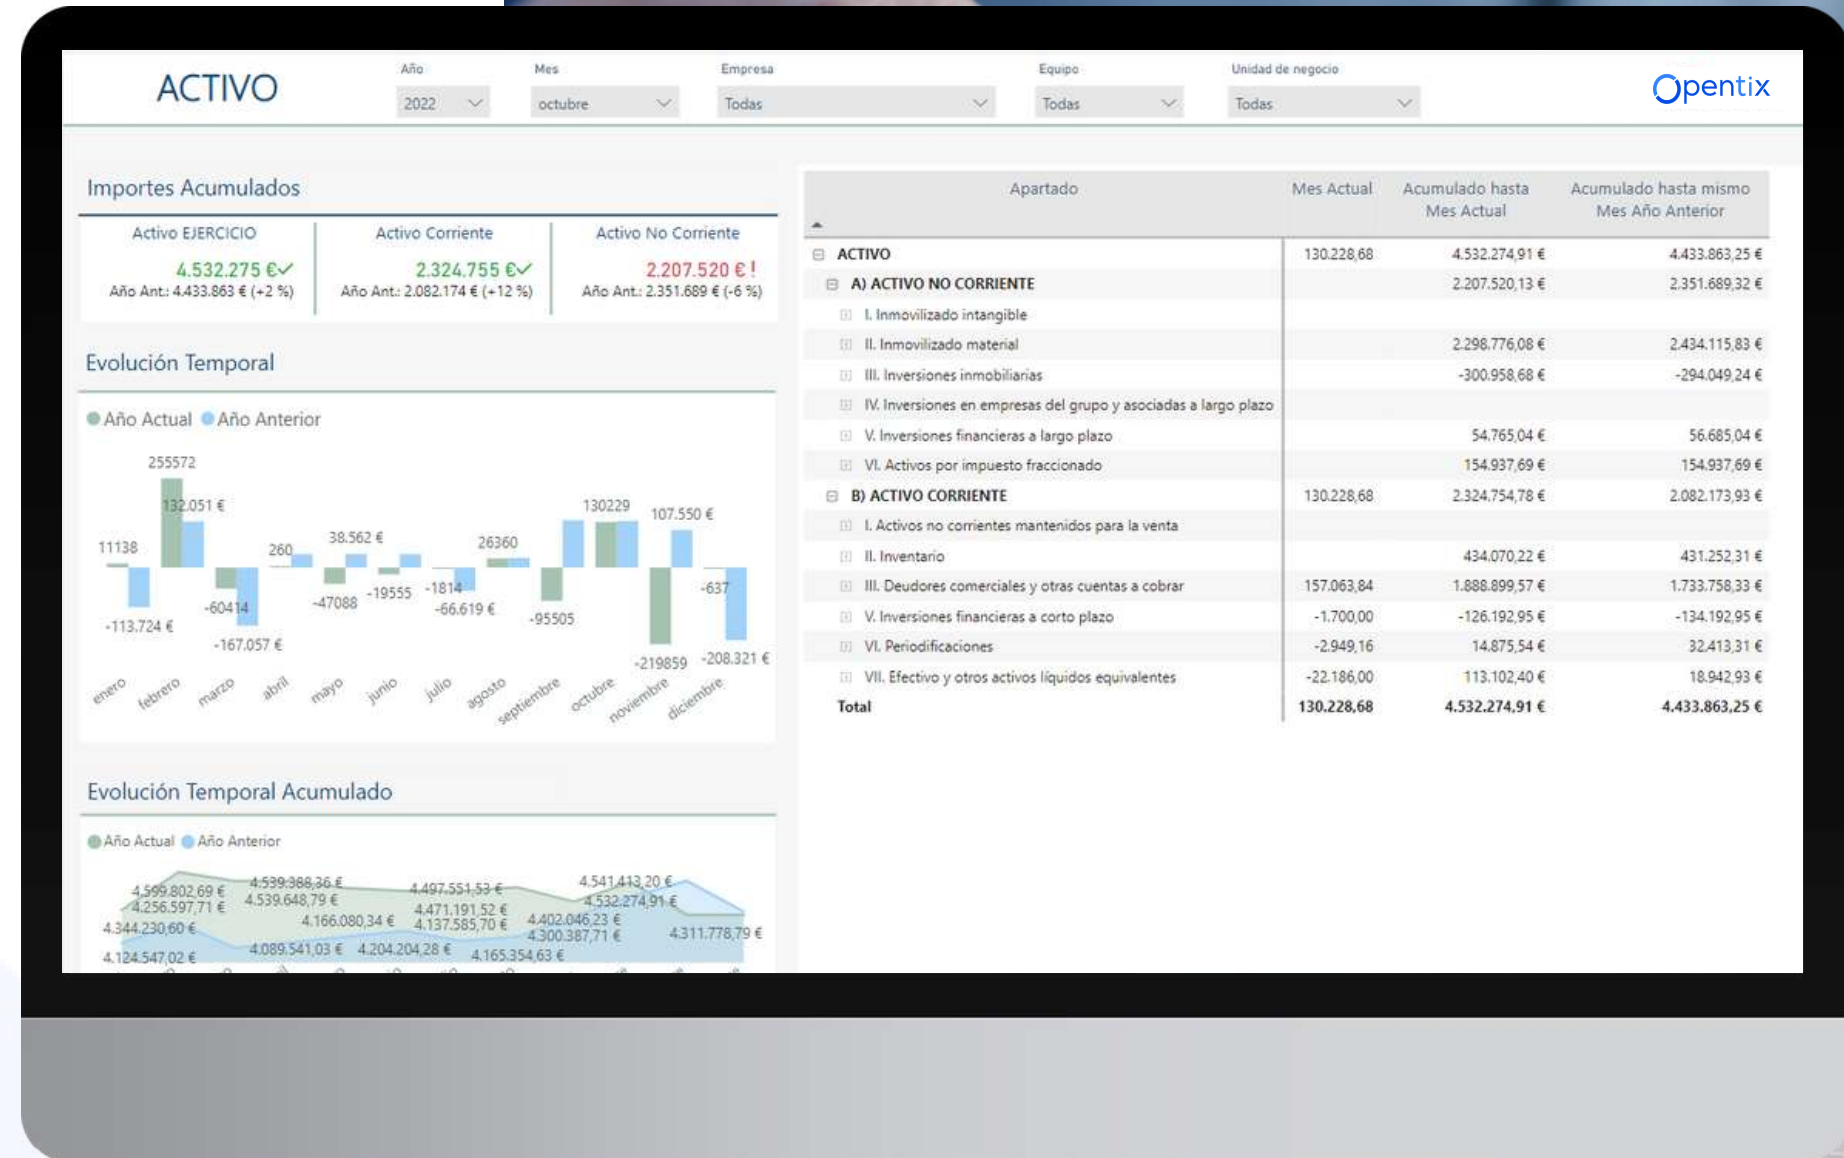 ACTIVO
Año
2022
Mes
octubre
Empresa
Todas
Equipo
Todas
Unidad de negocio
Todas
Opentix
Importes Acumulados
Activo EJERCICIO
4.532.275 €
Año Ant.: 4.433.863 € (+2 %)
Activo Corriente
2.324.755 €
Año Ant.: 2.082.174 € (+12 %)
Activo No Corriente
2.207.520 € !
Año Ant.: 2.351.689 € (-6 %)
Evolución Temporal
Año Actual Año Anterior
255572
132.051 €
11138
-113.724 €
-60414
-167.057 €
260
38.562 €
-47088
-19555
-1814
-66.619 €
26360
-95505
130229
107.550 €
-219859
-637
-208.321 €
enero febrero marzo abril mayo junio julio agosto septiembre octubre noviembre diciembre
Evolución Temporal Acumulado
Año Actual Año Anterior
4.599.802,69 €
4.256.597,71 €
4.344.230,60 €
4.124.547,02 €
4.539.388,36 €
4.539.648,79 €
4.166.080,34 €
4.089.541,03 €
4.204.204,28 €
4.497.551,53 €
4.471.191,52 €
4.137.585,70 €
4.165.354,63 €
4.402.046,23 €
4.300.387,71 €
4.541.413,20 €
4.532.274,91 €
4.311.778,79 €
Apartado Mes Actual Acumulado hasta Mes Actual Acumulado hasta mismo Mes Año Anterior
ACTIVO 130.228,68 4.532.274,91 € 4.433.863,25 €
A) ACTIVO NO CORRIENTE 2.207.520,13 € 2.351.689,32 €
I. Inmovilizado intangible
II. Inmovilizado material 2.298.776,08 € 2.434.115,83 €
III. Inversiones inmobiliarias -300.958,68 € -294.049,24 €
IV. Inversiones en empresas del grupo y asociadas a largo plazo
V. Inversiones financieras a largo plazo 54.765,04 € 56.685,04 €
VI. Activos por impuesto fraccionado 154.937,69 € 154.937,69 €
B) ACTIVO CORRIENTE 130.228,68 2.324.754,78 € 2.082.173,93 €
I. Activos no corrientes mantenidos para la venta
II. Inventario 434.070,22 € 431.252,31 €
III. Deudores comerciales y otras cuentas a cobrar 157.063,84 1.888.899,57 € 1.733.758,33 €
V. Inversiones financieras a corto plazo -1.700,00 -126.192,95 € -134.192,95 €
VI. Periodificaciones -2.949,16 14.875,54 € 32.413,31 €
VII. Efectivo y otros activos líquidos equivalentes -22.186,00 113.102,40 € 18.942,93 €
Total 130.228,68 4.532.274,91 € 4.433.863,25 €